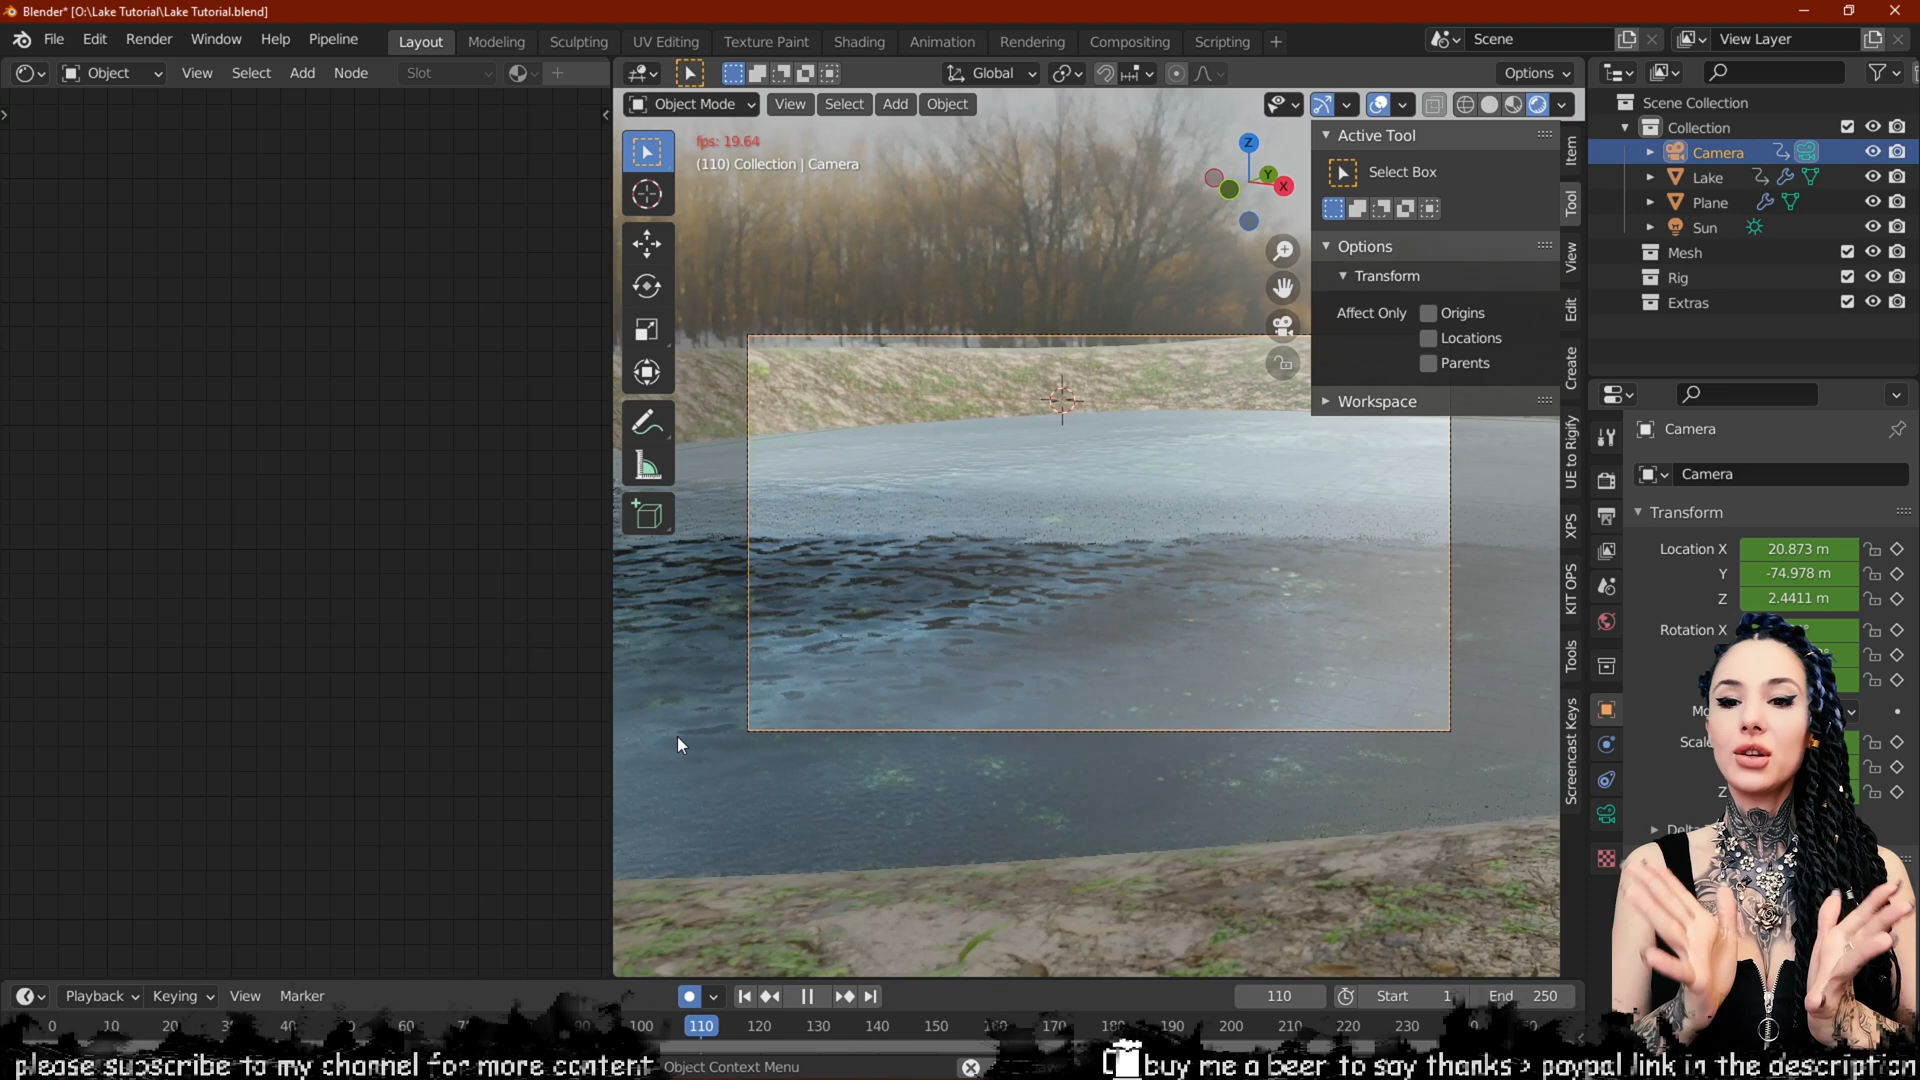 Blender* [O:\Lake Tutorial\Lake Tutorial.blend]
File Edit Render Window Help Pipeline Layout Modeling Sculpting UV Editing Texture Paint Shading Animation Rendering Compositing Scripting Scene View Layer
Object View Select Add Node Slot Global Options
Object Mode View Select Add Object
fps: 19.64
(110) Collection | Camera
Z
Y
X
Active Tool
Select Box
Options
Transform
Affect Only Origins
Locations
Parents
Workspace
Item
Tool
View
Edit
Create
UE to Rigify
XPS
KIT OPS
Tools
Screencast Keys
Scene Collection
Collection
Camera
Lake
Plane
Sun
Mesh
Rig
Extras
Camera
Camera
Transform
Location X 20.873 m
Y -74.978 m
Z 2.4411 m
Rotation X
Scale
Z
Playback Keying View Marker 110 Start 1 End 250
0 10 20 40 60 90 100 110 120 130 140 150 170 190 200 210 220 230
please subscribe to my channel for more content
Object Context Menu
buy me a beer to say thanks > paypal link in the description